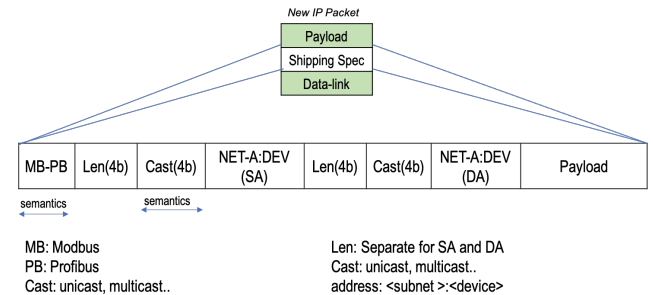 New IP Packet
Payload
Shipping Spec
Data-link
MB-PB Len(4b) Cast(4b) NET-A:DEV (SA) Len(4b) Cast(4b) NET-A:DEV (DA) Payload
semantics semantics
MB: Modbus
PB: Profibus
Cast: unicast, multicast..
Len: Separate for SA and DA
Cast: unicast, multicast..
address: <subnet >:<device>